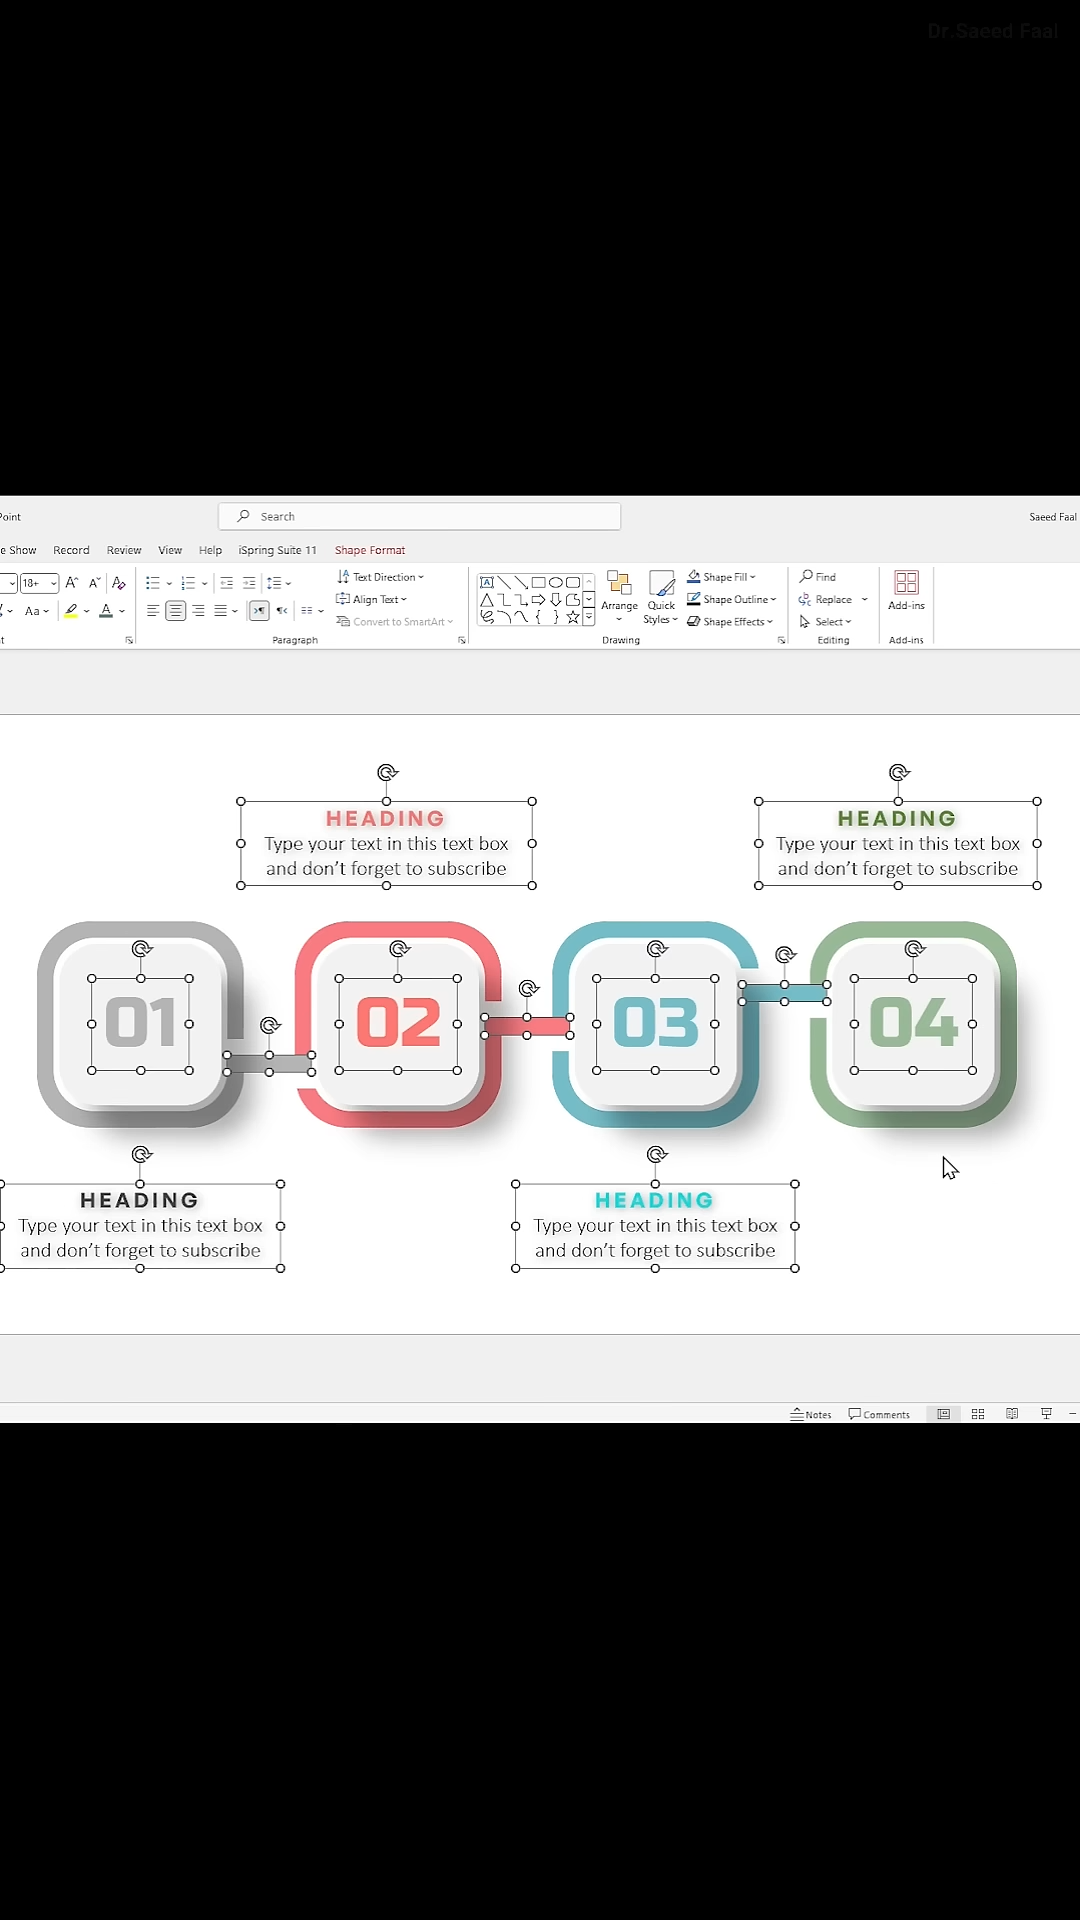 Dr.Saeed Faal
Point
Search
Saeed Faal
e Show
Record
Review
View
Help
iSpring Suite 11
Shape Format
18+
Aa
Text Direction
Align Text
Convert to SmartArt
Paragraph
Arrange
Quick
Styles
Shape Fill
Shape Outline
Shape Effects
Drawing
Find
Replace
Select
Editing
Add-ins
Add-ins
HEADING
Type your text in this text box
and don't forget to subscribe
HEADING
Type your text in this text box
and don't forget to subscribe
01
02
03
04
HEADING
Type your text in this text box
and don't forget to subscribe
HEADING
Type your text in this text box
and don't forget to subscribe
Notes
Comments